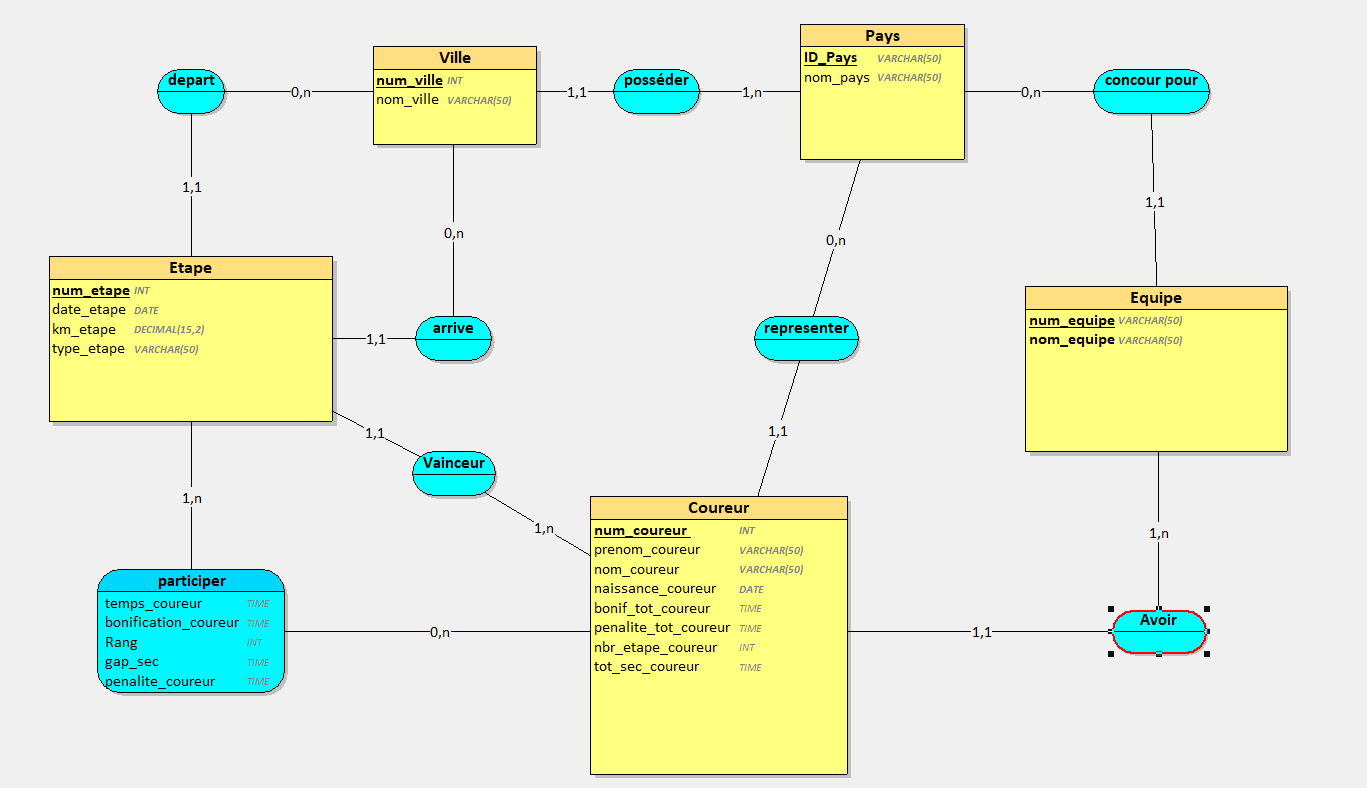 Ville
num_ville INT
nom_ville VARCHAR(50)
Pays
ID_Pays VARCHAR(50)
nom_pays VARCHAR(50)
depart
0,n
1,1
posséder
1,n
0,n
concour pour
1,1
0,n
0,n
1,1
Etape
num_etape INT
date_etape DATE
km_etape DECIMAL(15,2)
type_etape VARCHAR(50)
1,1
arrive
representer
Equipe
num_equipe VARCHAR(50)
nom_equipe VARCHAR(50)
1,1
Vainceur
1,n
1,1
1,n
1,n
Coureur
num_coureur INT
prenom_coureur VARCHAR(50)
nom_coureur VARCHAR(50)
naissance_coureur DATE
bonif_tot_coureur TIME
penalite_tot_coureur TIME
nbr_etape_coureur INT
tot_sec_coureur TIME
participer
temps_coureur TIME
bonification_coureur TIME
Rang INT
gap_sec TIME
penalite_coureur TIME
0,n
1,1
Avoir